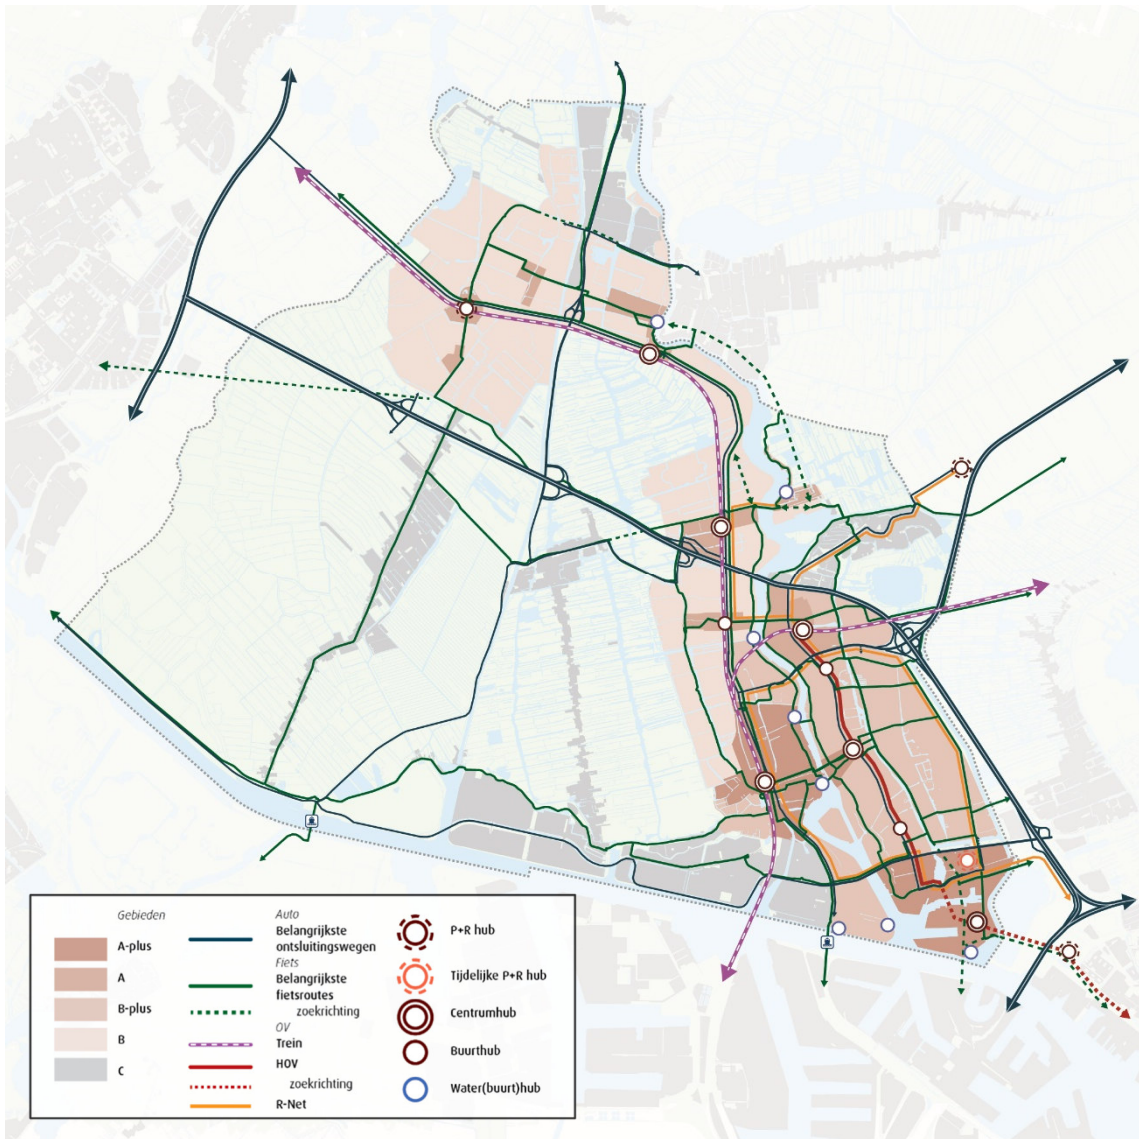 Gebieden
A-plus
A
B-plus
B
C
Auto
Belangrijkste
ontsluitingswegen
Fiets
Belangrijkste
fietsroutes
zoekrichting
OV
Trein
HOV
zoekrichting
R-Net
P+R hub
Tijdelijke P+R hub
Centrumhub
Buurthub
Water(buurt)hub